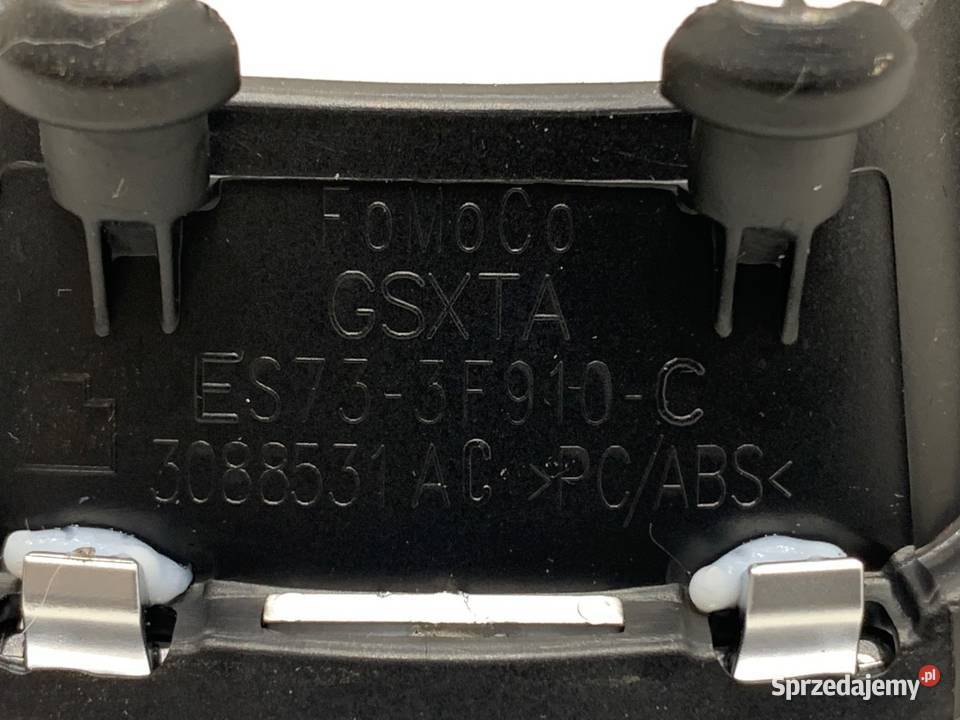 FoMoCo
GSXTA
ES73-3F910-C
3088531 AC >PC/ABS<
Sprzedajemy.pl